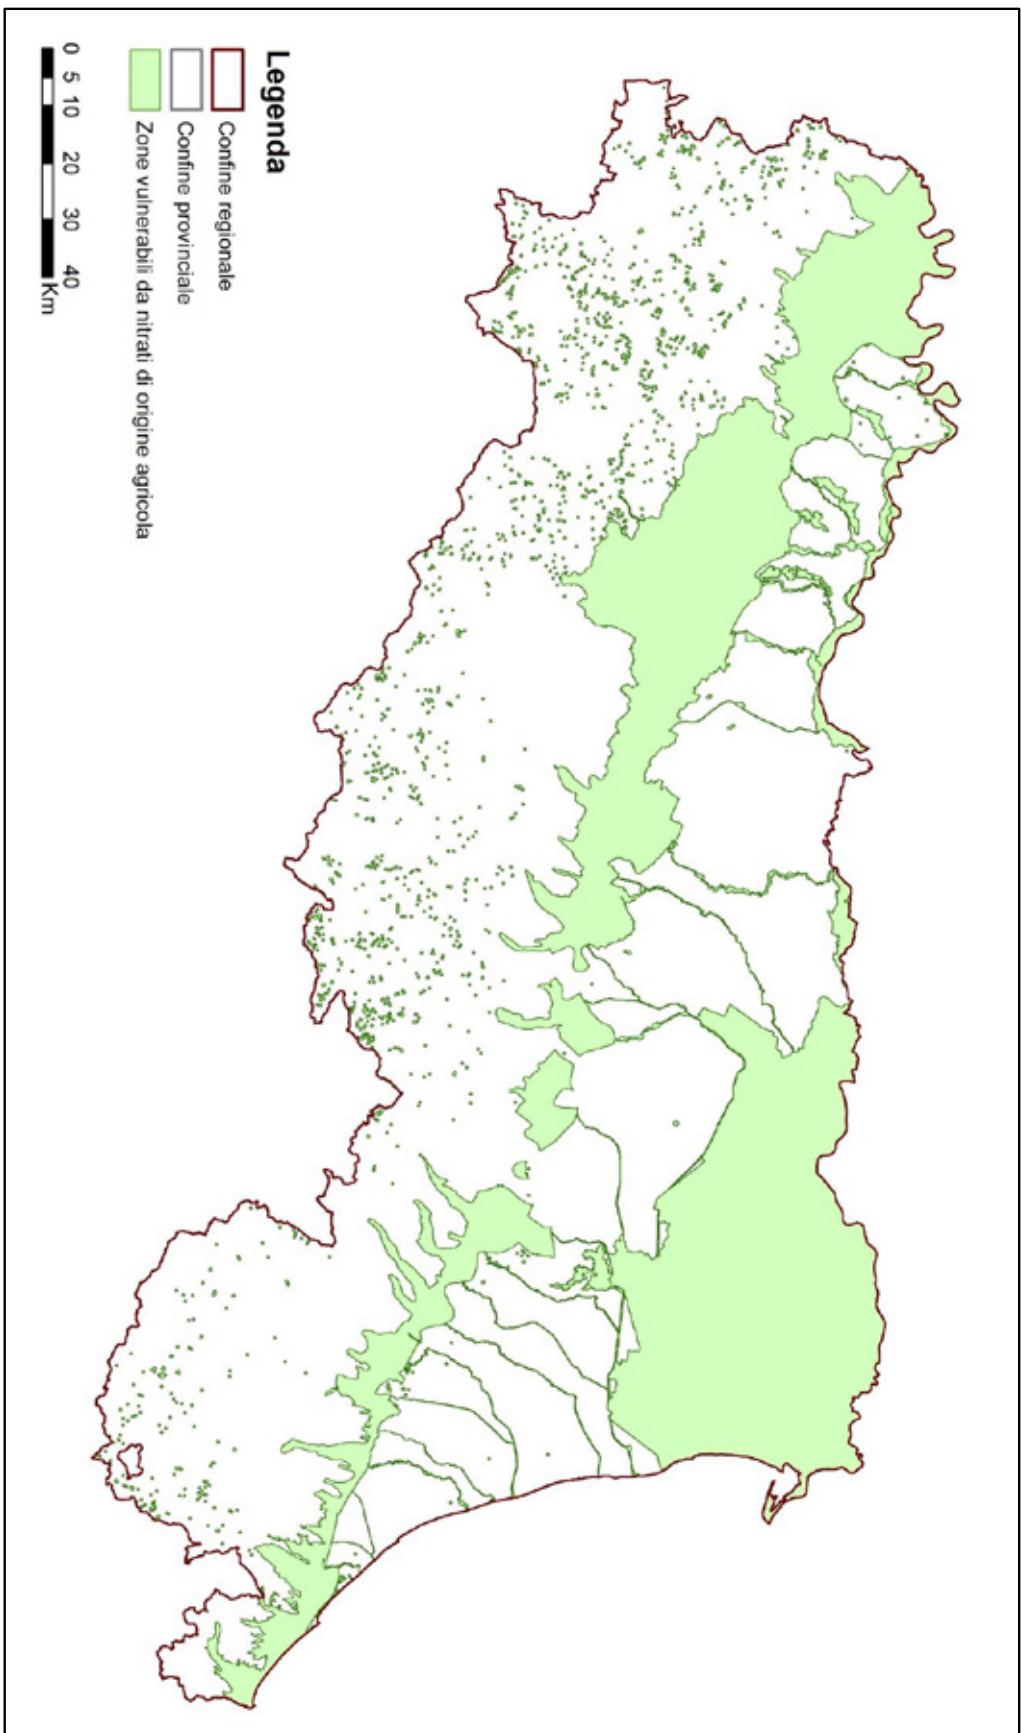 Legenda
Confine regionale
Confine provinciale
Zone vulnerabili da nitrati di origine agricola
0 5 10 20 30 40
Km